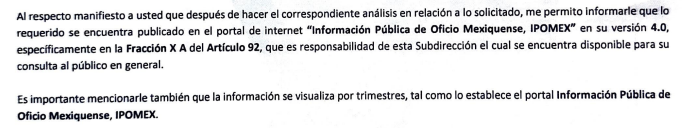 Al respecto manifiesto a usted que después de hacer el correspondiente análisis en relación a lo solicitado, me permito informarle que lo
requerido se encuentra publicado en el portal de internet "Información Pública de Oficio Mexiquense, IPOMEX" en su versión 4.0,
específicamente en la Fracción X A del Artículo 92, que es responsabilidad de esta Subdirección el cual se encuentra disponible para su
consulta al público en general.
Es importante mencionarle también que la información se visualiza por trimestres, tal como lo establece el portal Información Pública de
Oficio Mexiquense, IPOMEX.